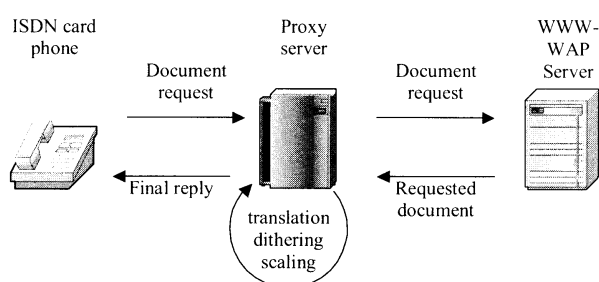 ISDN card
phone
Proxy
server
WWW-
WAP
Server
Document
request
Document
request
Final reply
Requested
document
translation
dithering
scaling